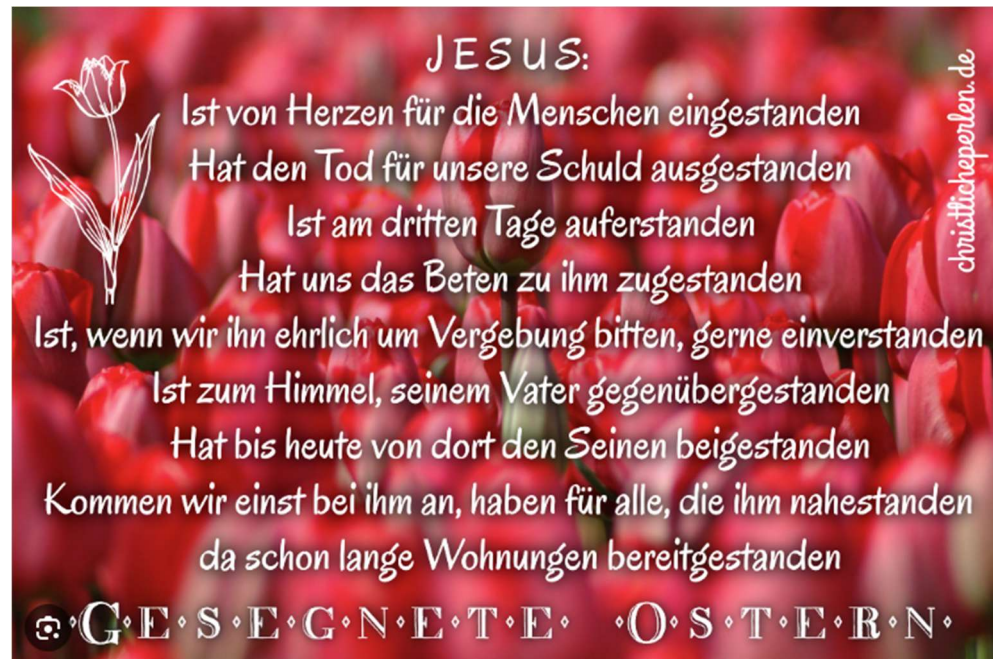 JESUS:
Ist von Herzen für die Menschen eingestanden
Hat den Tod für unsere Schuld ausgestanden
Ist am dritten Tage auferstanden
Hat uns das Beten zu ihm zugestanden
Ist, wenn wir ihn ehrlich um Vergebung bitten, gerne einverstanden
Ist zum Himmel, seinem Vater gegenübergestanden
Hat bis heute von dort den Seinen beigestanden
Kommen wir einst bei ihm an, haben für alle, die ihm nahestanden
da schon lange Wohnungen bereitgestanden
GESEGNETE OSTERN
christlicheperlen.de